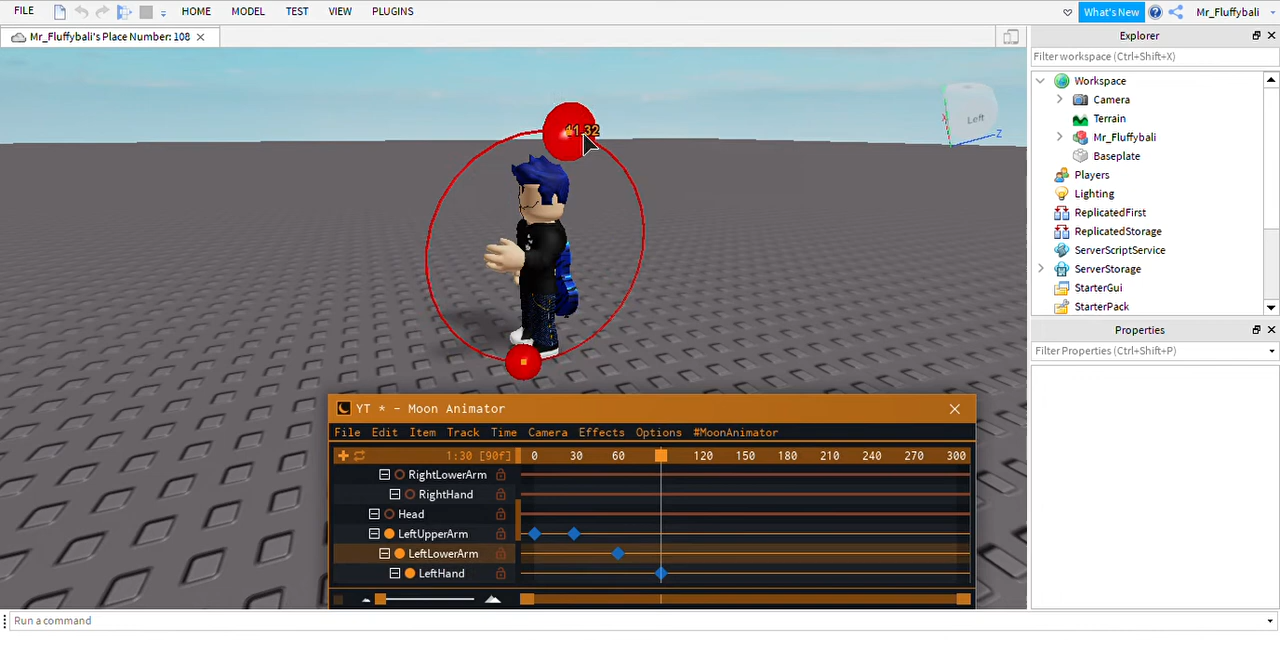 FILE HOME MODEL TEST VIEW PLUGINS What's New Mr_Fluffybali
Mr_Fluffybali's Place Number: 108
Explorer
Filter workspace (Ctrl+Shift+X)
Workspace
Camera
Terrain
Mr_Fluffybali
Baseplate
Players
Lighting
ReplicatedFirst
ReplicatedStorage
ServerScriptService
ServerStorage
StarterGui
StarterPack
Properties
Filter Properties (Ctrl+Shift+P)
11.32
Left
X
Z
YT * - Moon Animator
File Edit Item Track Time Camera Effects Options #MoonAnimator
1:30 [90f] 0 30 60 120 150 180 210 240 270 300
RightLowerArm
RightHand
Head
LeftUpperArm
LeftLowerArm
LeftHand
Run a command